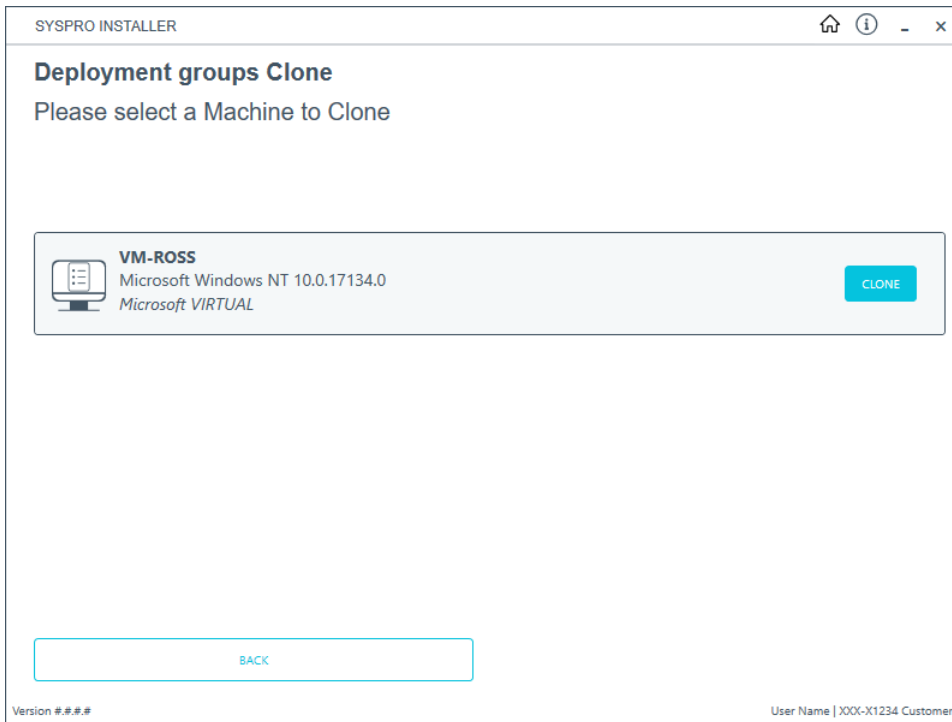 SYSPRO INSTALLER
Deployment groups Clone
Please select a Machine to Clone
VM-ROSS
Microsoft Windows NT 10.0.17134.0
Microsoft VIRTUAL
CLONE
BACK
Version #.#.#.#
User Name | XXX-X1234 Customer